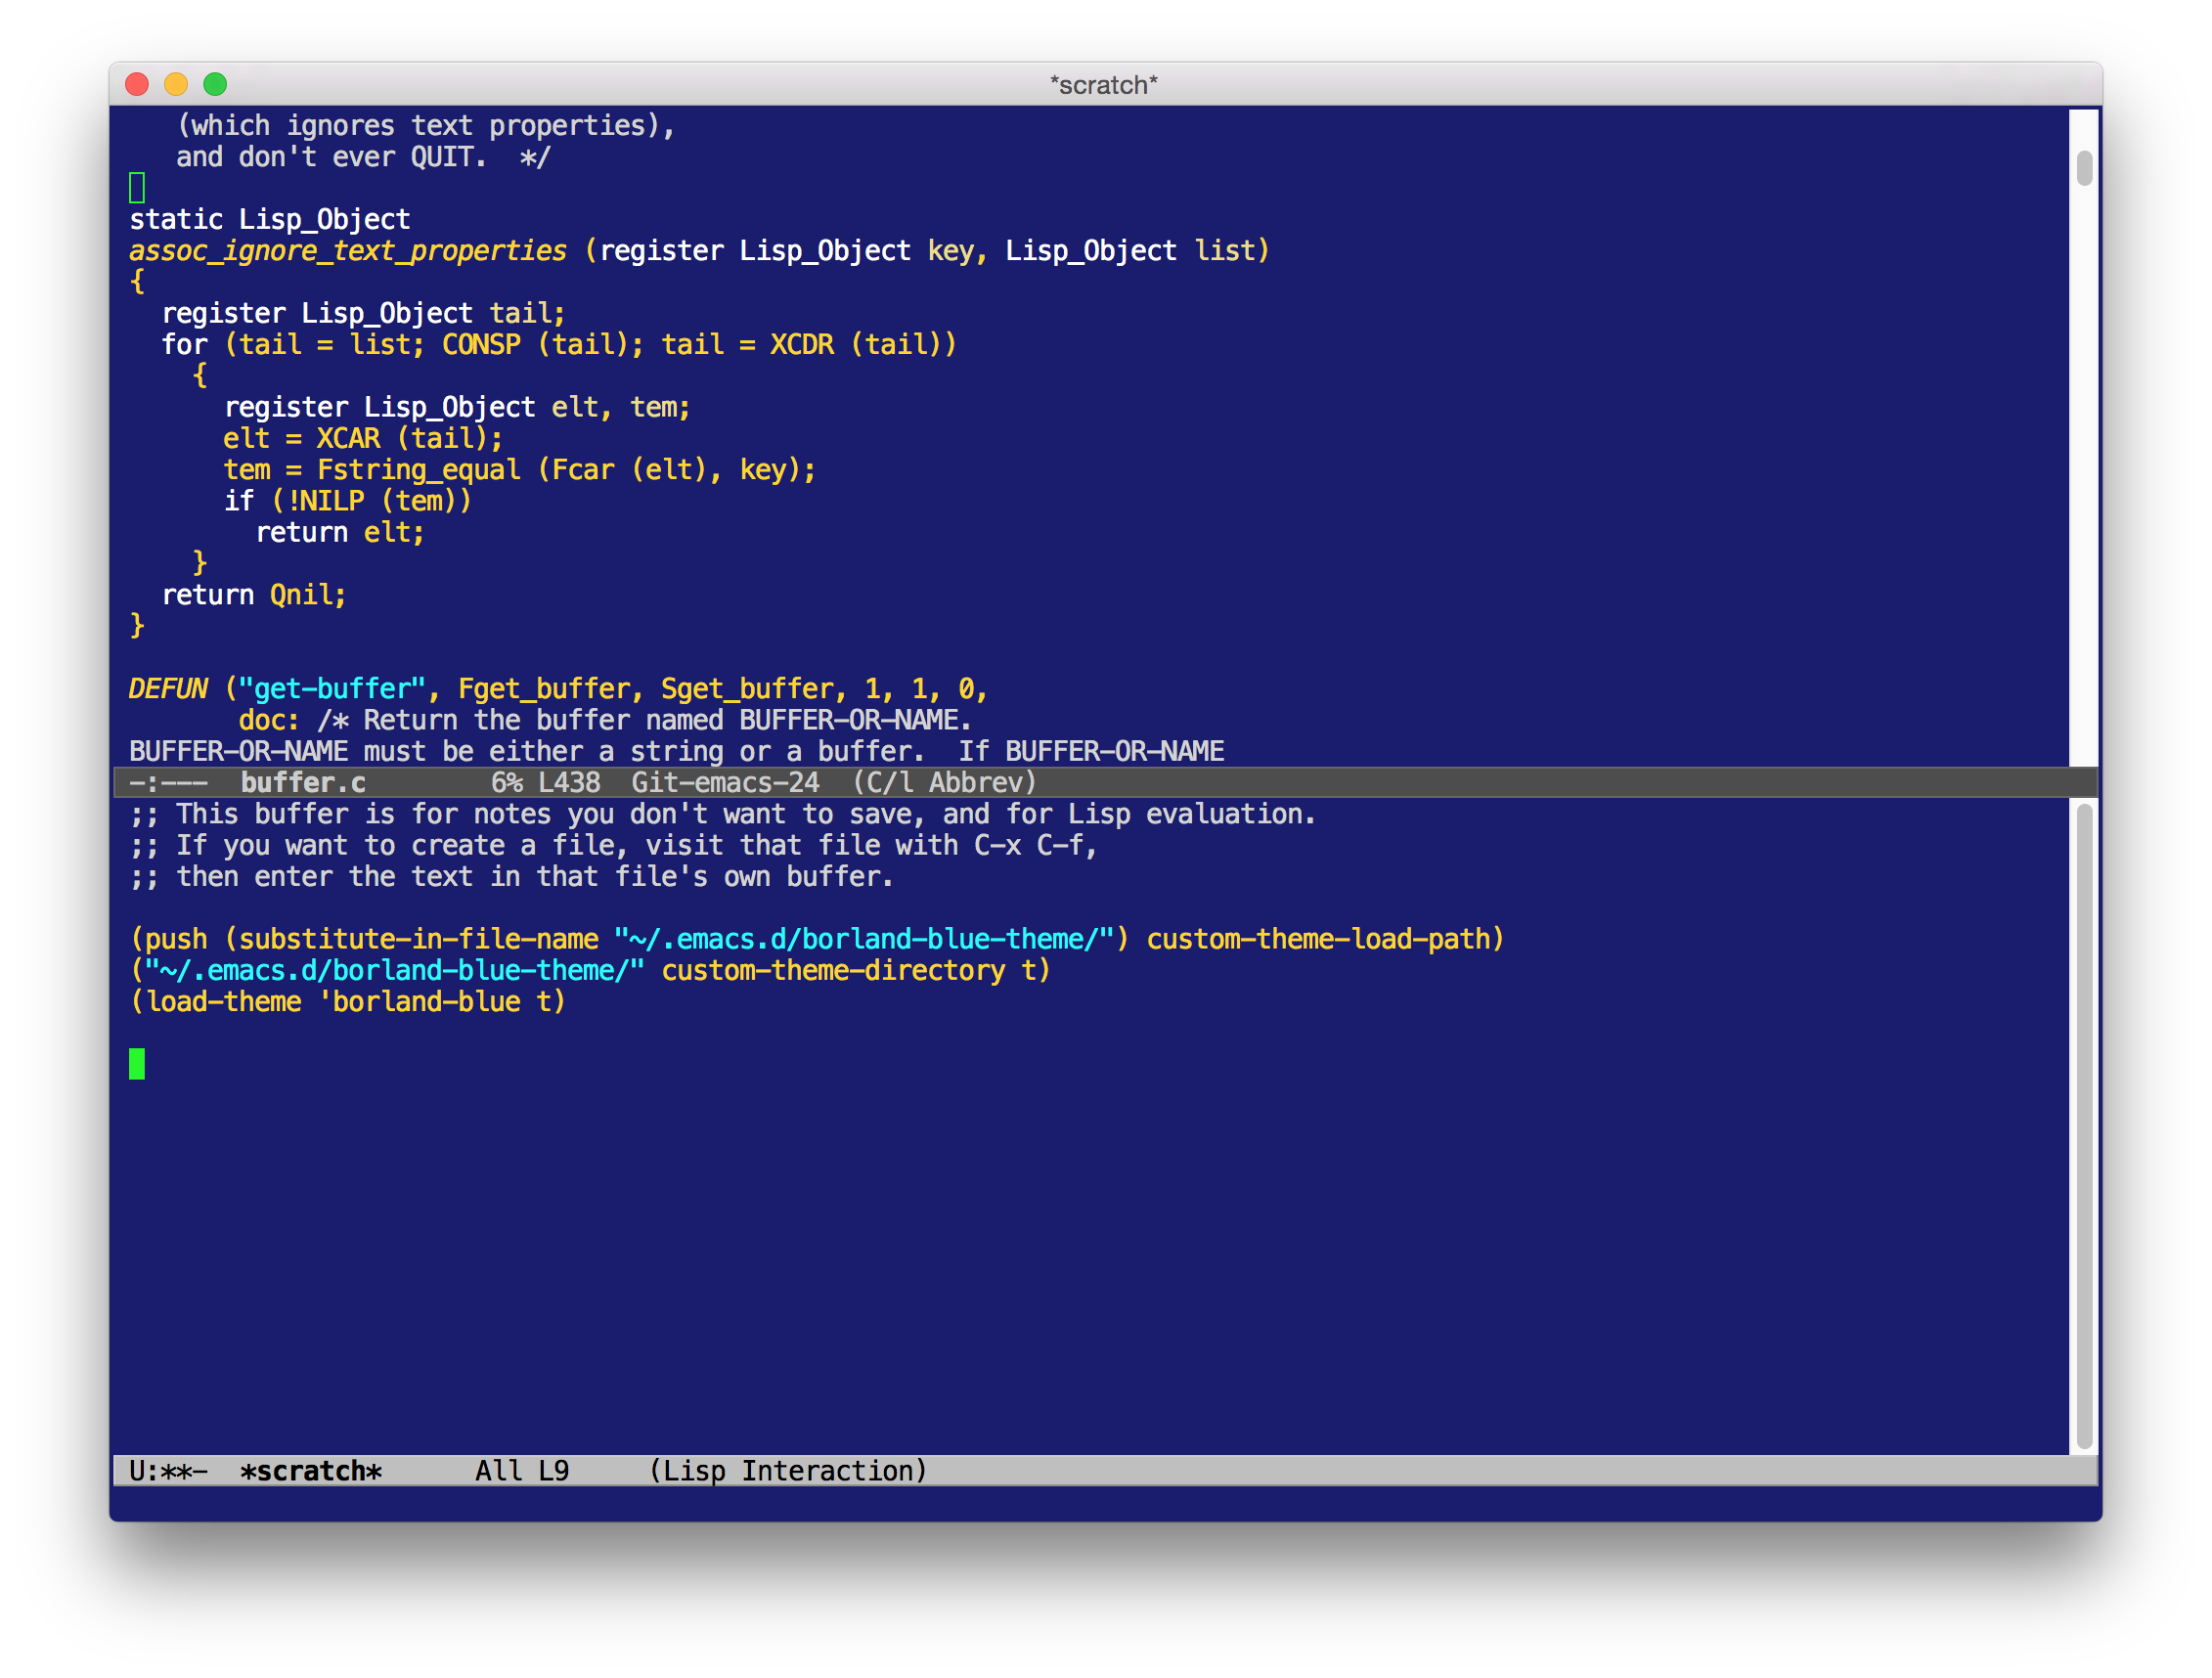 *scratch*
   (which ignores text properties),
   and don't ever QUIT.  */

static Lisp_Object
assoc_ignore_text_properties (register Lisp_Object key, Lisp_Object list)
{
  register Lisp_Object tail;
  for (tail = list; CONSP (tail); tail = XCDR (tail))
    {
      register Lisp_Object elt, tem;
      elt = XCAR (tail);
      tem = Fstring_equal (Fcar (elt), key);
      if (!NILP (tem))
        return elt;
    }
  return Qnil;
}

DEFUN ("get-buffer", Fget_buffer, Sget_buffer, 1, 1, 0,
       doc: /* Return the buffer named BUFFER-OR-NAME.
BUFFER-OR-NAME must be either a string or a buffer.  If BUFFER-OR-NAME
-:---  buffer.c        6% L438  Git-emacs-24  (C/l Abbrev)
;; This buffer is for notes you don't want to save, and for Lisp evaluation.
;; If you want to create a file, visit that file with C-x C-f,
;; then enter the text in that file's own buffer.

(push (substitute-in-file-name "~/.emacs.d/borland-blue-theme/") custom-theme-load-path)
("~/.emacs.d/borland-blue-theme/" custom-theme-directory t)
(load-theme 'borland-blue t)

U:**-  *scratch*      All L9     (Lisp Interaction)